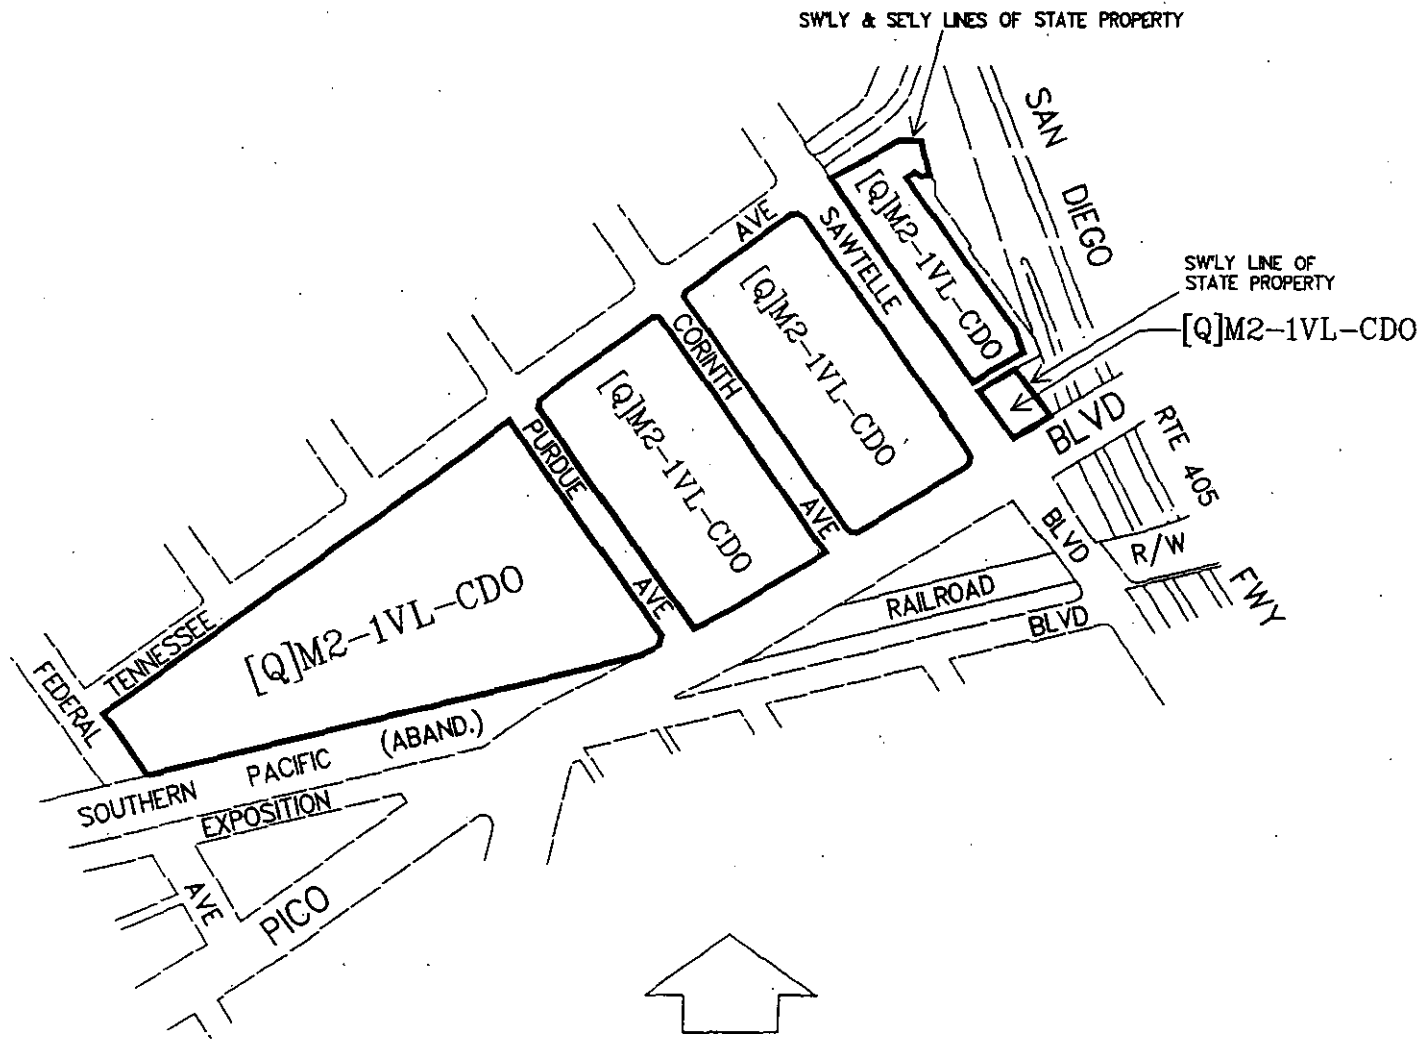 SW'LY & SE'LY LINES OF STATE PROPERTY
SAN
DIEGO
AVE
SAWTELLE
[Q]M2-1VL-CDO
SW'LY LINE OF
STATE PROPERTY
[Q]M2-1VL-CDO
[Q]M2-1VL-CDO
CORINTH
AVE
[Q]M2-1VL-CDO
PURDUE
AVE
BLVD
RTE 405
BLVD
R/W
FWY
RAILROAD
BLVD
[Q]M2-1VL-CDO
TENNESSEE
FEDERAL
SOUTHERN PACIFIC (ABAND.)
EXPOSITION
AVE
PICO